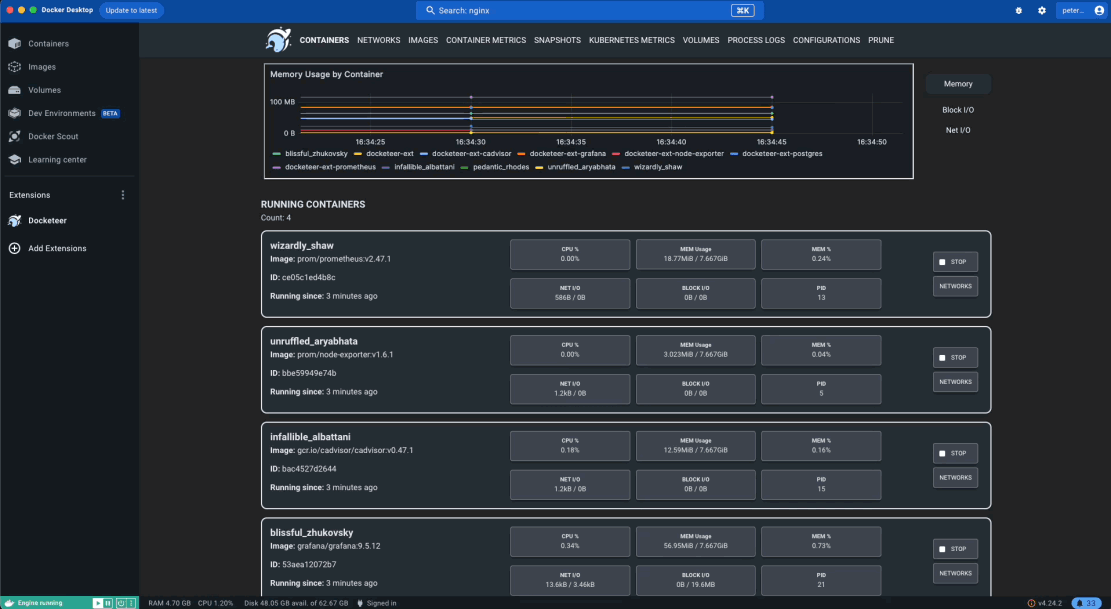 Docker Desktop
Update to latest
Search: nginx
⌘K
peter...
Containers
Images
Volumes
Dev Environments BETA
Docker Scout
Learning center
Extensions
Docketeer
Add Extensions
CONTAINERS NETWORKS IMAGES CONTAINER METRICS SNAPSHOTS KUBERNETES METRICS VOLUMES PROCESS LOGS CONFIGURATIONS PRUNE
Memory Usage by Container
100 MB
0 B
16:34:25 16:34:30 16:34:35 16:34:40 16:34:45 16:34:50
blissful_zhukovsky docketeer-ext docketeer-ext-cadvisor docketeer-ext-grafana docketeer-ext-node-exporter docketeer-ext-postgres
docketeer-ext-prometheus infallible_albattani pedantic_rhodes unruffled_aryabhata wizardly_shaw
Memory
Block I/O
Net I/O
RUNNING CONTAINERS
Count: 4
wizardly_shaw
Image: prom/prometheus:v2.47.1
ID: ce05c1ed4b8c
Running since: 3 minutes ago
CPU %
0.00%
MEM Usage
18.77MiB / 7.667GiB
MEM %
0.24%
NET I/O
586B / 0B
BLOCK I/O
0B / 0B
PID
13
STOP
NETWORKS
unruffled_aryabhata
Image: prom/node-exporter:v1.6.1
ID: bbe59949e74b
Running since: 3 minutes ago
CPU %
0.00%
MEM Usage
3.023MiB / 7.667GiB
MEM %
0.04%
NET I/O
1.2kB / 0B
BLOCK I/O
0B / 0B
PID
5
STOP
NETWORKS
infallible_albattani
Image: gcr.io/cadvisor/cadvisor:v0.47.1
ID: bac4527d2644
Running since: 3 minutes ago
CPU %
0.18%
MEM Usage
12.59MiB / 7.667GiB
MEM %
0.16%
NET I/O
1.2kB / 0B
BLOCK I/O
0B / 0B
PID
15
STOP
NETWORKS
blissful_zhukovsky
Image: grafana/grafana:9.5.12
ID: 53aea12072b7
Running since: 3 minutes ago
CPU %
0.34%
MEM Usage
56.95MiB / 7.667GiB
MEM %
0.73%
NET I/O
13.6kB / 3.46kB
BLOCK I/O
0B / 19.6MB
PID
21
STOP
NETWORKS
Engine running
RAM 4.70 GB CPU 1.20% Disk 48.05 GB avail. of 62.67 GB Signed in
v4.24.2
33